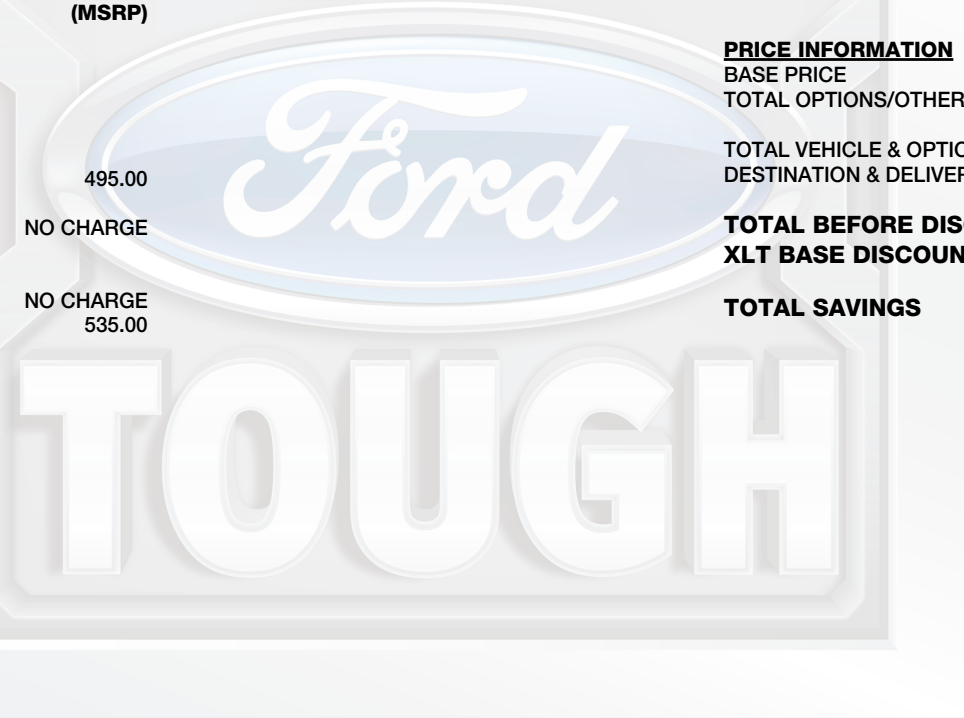 (MSRP)
495.00
NO CHARGE
NO CHARGE
535.00
PRICE INFORMATION
BASE PRICE
TOTAL OPTIONS/OTHER
TOTAL VEHICLE & OPTIO
DESTINATION & DELIVER
TOTAL BEFORE DIS
XLT BASE DISCOUN
TOTAL SAVINGS
Ford
TOUGH